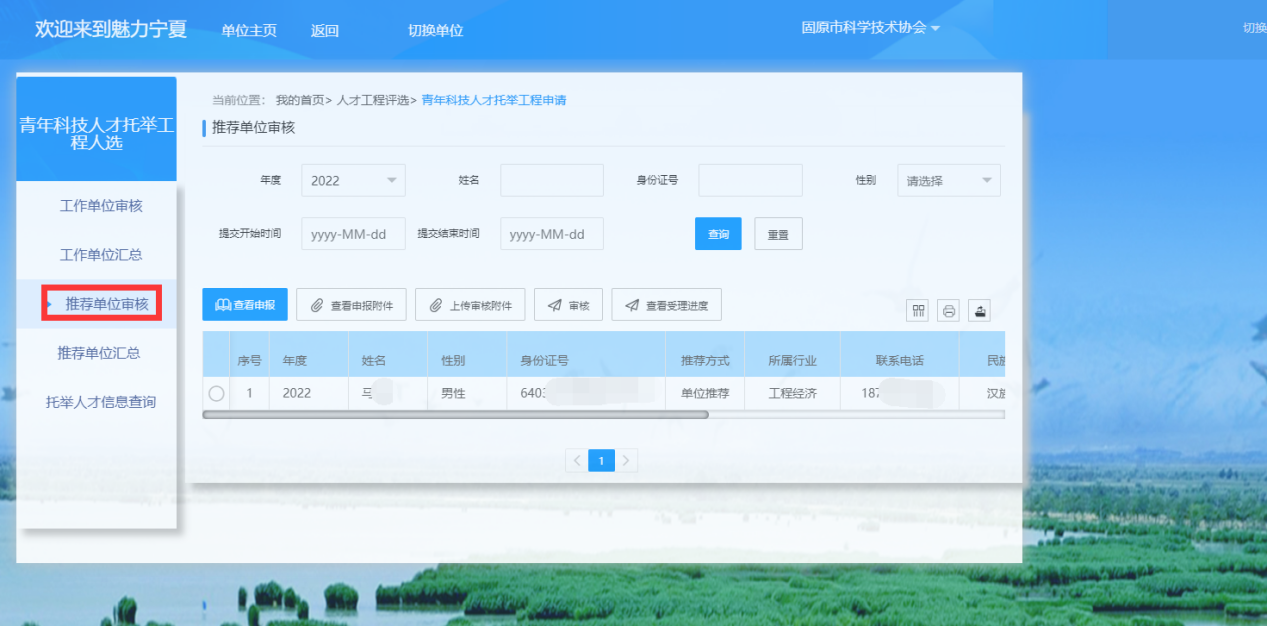 欢迎来到魅力宁夏 单位主页 返回 切换单位 固原市科学技术协会 切换
青年科技人才托举工
程人选
工作单位审核
工作单位汇总
推荐单位审核
推荐单位汇总
托举人才信息查询
当前位置: 我的首页> 人才工程评选> 青年科技人才托举工程申请
推荐单位审核
年度 2022 姓名 身份证号 性别 请选择
提交开始时间 yyyy-MM-dd 提交结束时间 yyyy-MM-dd 查询 重置
查看申报 查看申报附件 上传审核附件 审核 查看受理进度
序号 年度 姓名 性别 身份证号 推荐方式 所属行业 联系电话 民族
1 2022 男性 640 单位推荐 工程经济 187 汉族
< 1 >